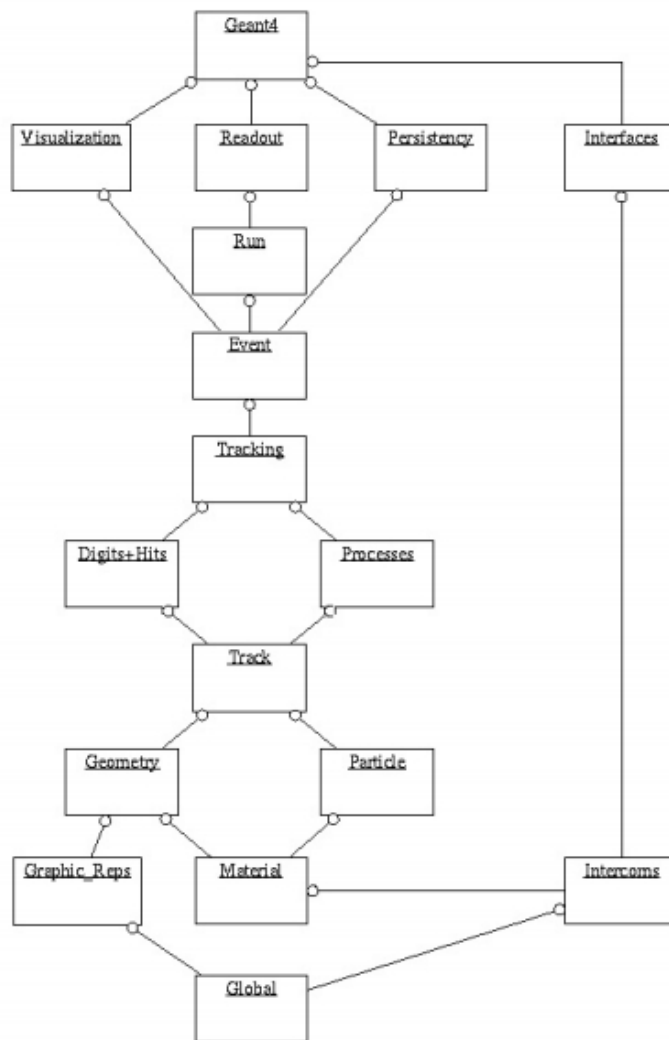 Geant4
Visualization
Readout
Persistency
Interfaces
Run
Event
Tracking
Digits+Hits
Processes
Track
Geometry
Particle
Graphic_Reps
Material
Intercoms
Global